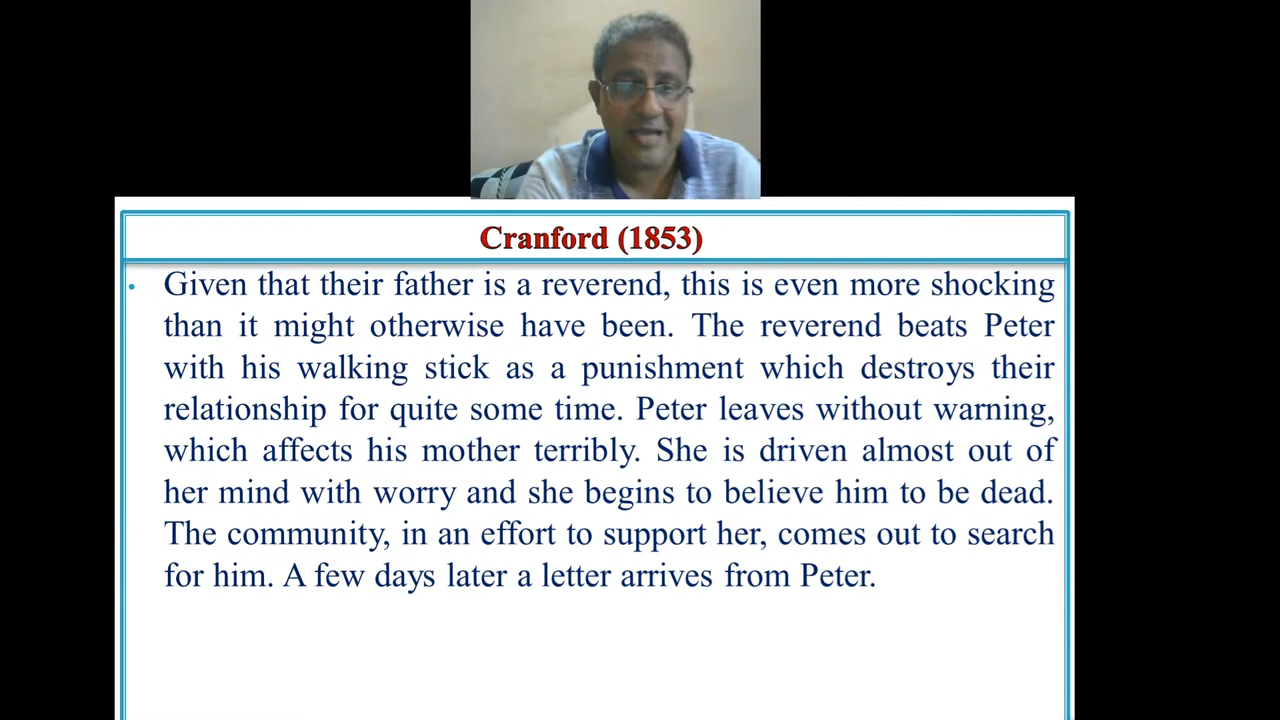 Cranford (1853)
• Given that their father is a reverend, this is even more shocking
than it might otherwise have been. The reverend beats Peter
with his walking stick as a punishment which destroys their
relationship for quite some time. Peter leaves without warning,
which affects his mother terribly. She is driven almost out of
her mind with worry and she begins to believe him to be dead.
The community, in an effort to support her, comes out to search
for him. A few days later a letter arrives from Peter.